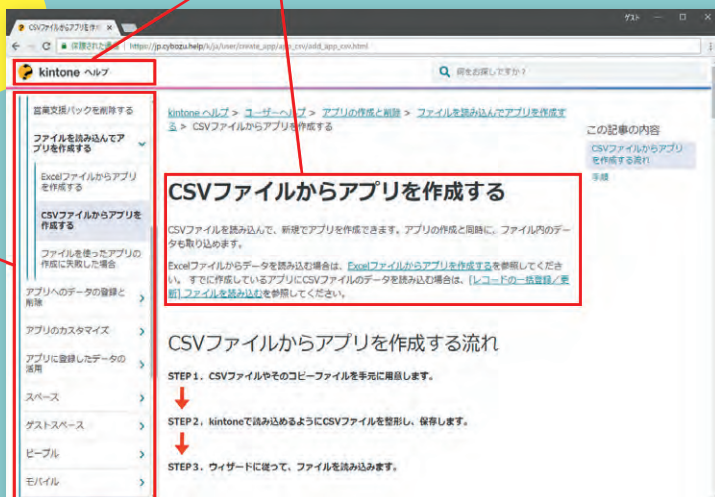 CSVファイルからアプリを作 ×
ゲスト
保護された通信 | https://jp.cybozu.help/k/ja/user/create_app/app_csv/add_app_csv.html
kintone ヘルプ
何をお探しですか?
営業支援パックを削除する
ファイルを読み込んでア
プリを作成する
Excelファイルからアプリ
を作成する
CSVファイルからアプリを
作成する
ファイルを使ったアプリの
作成に失敗した場合
アプリへのデータの登録と
削除
アプリのカスタマイズ
アプリに登録したデータの
活用
スペース
ゲストスペース
ピープル
モバイル
kintone ヘルプ > ユーザーヘルプ > アプリの作成と削除 > ファイルを読み込んでアプリを作成す
る > CSVファイルからアプリを作成する
CSVファイルからアプリを作成する
CSVファイルを読み込んで、新規でアプリを作成できます。アプリの作成と同時に、ファイル内のデー
タも取り込めます。
Excelファイルからデータを読み込む場合は、Excelファイルからアプリを作成するを参照してくださ
い。 すでに作成しているアプリにCSVファイルのデータを読み込む場合は、[レコードの一括登録/更
新] ファイルを読み込むを参照してください。
CSVファイルからアプリを作成する流れ
STEP1. CSVファイルやそのコピーファイルを手元に用意します。
STEP2. kintoneで読み込めるようにCSVファイルを整形し、保存します。
STEP3. ウィザードに従って、ファイルを読み込みます。
この記事の内容
CSVファイルからアプリ
を作成する流れ
手順